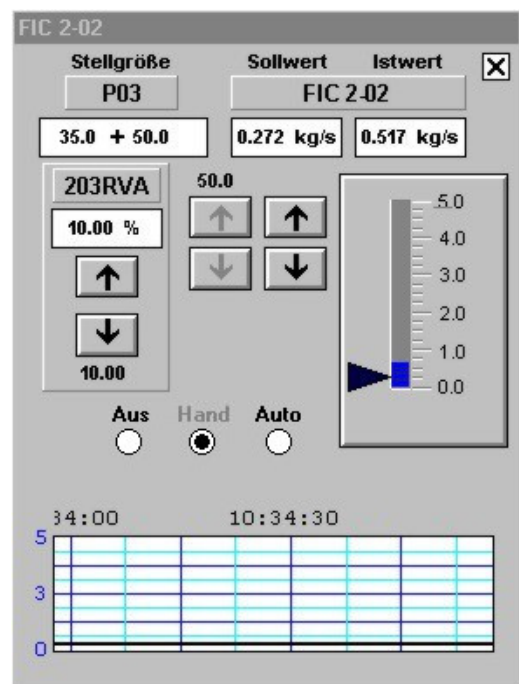 FIC 2-02
Stellgröße Sollwert Istwert
P03 FIC 2-02
35.0 + 50.0 0.272 kg/s 0.517 kg/s
203RVA 50.0
10.00 %
10.00
5.0
4.0
3.0
2.0
1.0
0.0
Aus Hand Auto
34:00 10:34:30
5
3
0